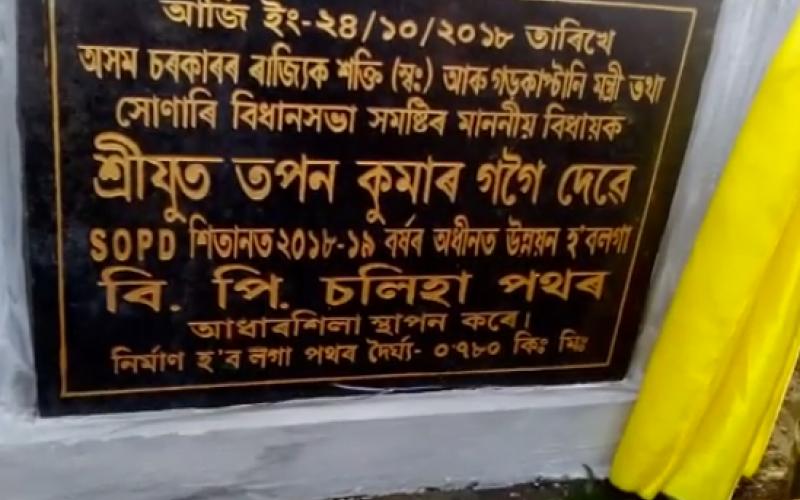 আজি ইং-২৪/১০/২০১৮ তাৰিখে
অসম চৰকাৰৰ ৰাজ্যিক শক্তি (স্বঃ) আৰু গড়কাপ্টানি মন্ত্ৰী তথা
সোণাৰি বিধানসভা সমষ্টিৰ মাননীয় বিধায়ক
শ্ৰীযুত তপন কুমাৰ গগৈ দেৱে
SOPD শিতানত ২০১৮-১৯ বৰ্ষৰ অধীনত উন্নয়ন হ'বলগা
বি. পি. চলিহা পথৰ
আধাৰশিলা স্থাপন কৰে।
নিৰ্মাণ হ'ব লগা পথৰ দৈৰ্ঘ্য- ০.৭৮০ কিঃ মিঃ